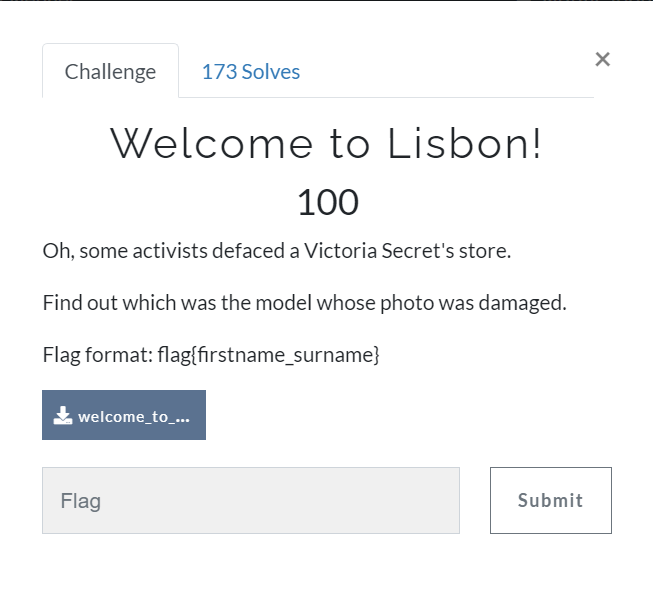 Challenge
173 Solves
×
Welcome to Lisbon!
100
Oh, some activists defaced a Victoria Secret's store.
Find out which was the model whose photo was damaged.
Flag format: flag{firstname_surname}
welcome_to_...
Flag
Submit